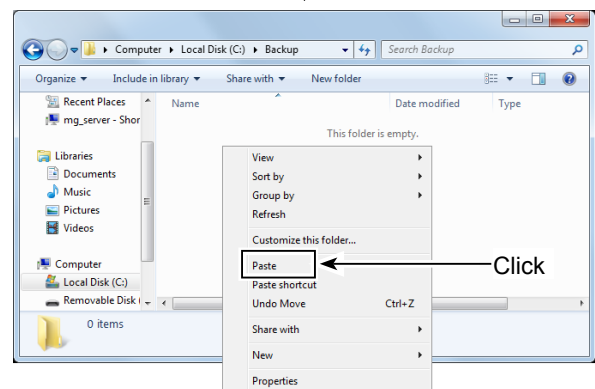 Computer ▸ Local Disk (C:) ▸ Backup
Search Backup
Organize ▾ Include in library ▾ Share with ▾ New folder
Recent Places
mg_server - Shor
Libraries
Documents
Music
Pictures
Videos
Computer
Local Disk (C:)
Removable Disk (
Name Date modified Type
This folder is empty.
View
Sort by
Group by
Refresh
Customize this folder...
Paste
Click
Paste shortcut
Undo Move Ctrl+Z
Share with
New
Properties
0 items